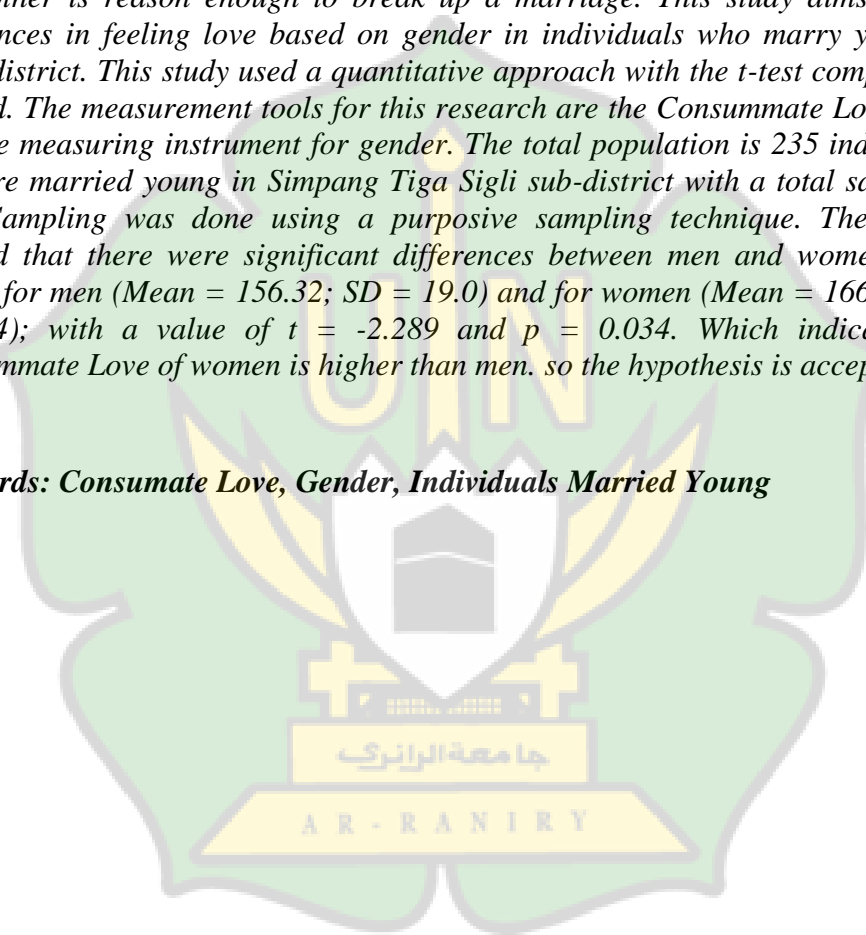 ner is reason enough to break up a marriage. This study aims
nces in feeling love based on gender in individuals who marry y
district. This study used a quantitative approach with the t-test comp
d. The measurement tools for this research are the Consummate Lo
e measuring instrument for gender. The total population is 235 ind
re married young in Simpang Tiga Sigli sub-district with a total sa
Sampling was done using a purposive sampling technique. The
d that there were significant differences between men and wome
for men (Mean = 156.32; SD = 19.0) and for women (Mean = 166
4); with a value of t = -2.289 and p = 0.034. Which indica
mmate Love of women is higher than men. so the hypothesis is accep
rds: Consumate Love, Gender, Individuals Married Young
UIN
جامعة الرانري
AR-RANIRY